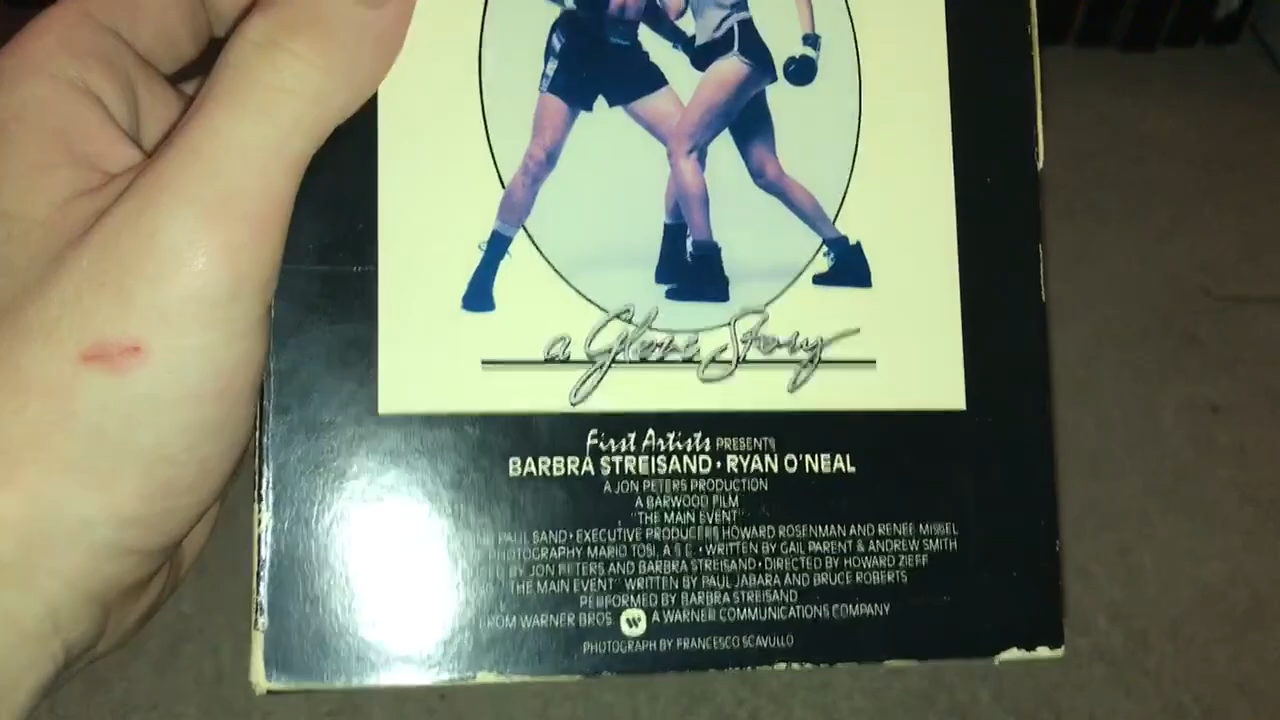 a Glove Story
First Artists PRESENTS
BARBRA STREISAND • RYAN O'NEAL
A JON PETERS PRODUCTION
A BARWOOD FILM
"THE MAIN EVENT"
PAUL SAND • EXECUTIVE PRODUCERS HOWARD ROSENMAN AND RENEE MISSEL
PHOTOGRAPHY MARIO TOSI, A.S.C. • WRITTEN BY GAIL PARENT & ANDREW SMITH
BY JON PETERS AND BARBRA STREISAND • DIRECTED BY HOWARD ZIEFF
"THE MAIN EVENT" WRITTEN BY PAUL JABARA AND BRUCE ROBERTS
PERFORMED BY BARBRA STREISAND
FROM WARNER BROS. W A WARNER COMMUNICATIONS COMPANY
PHOTOGRAPH BY FRANCESCO SCAVULLO